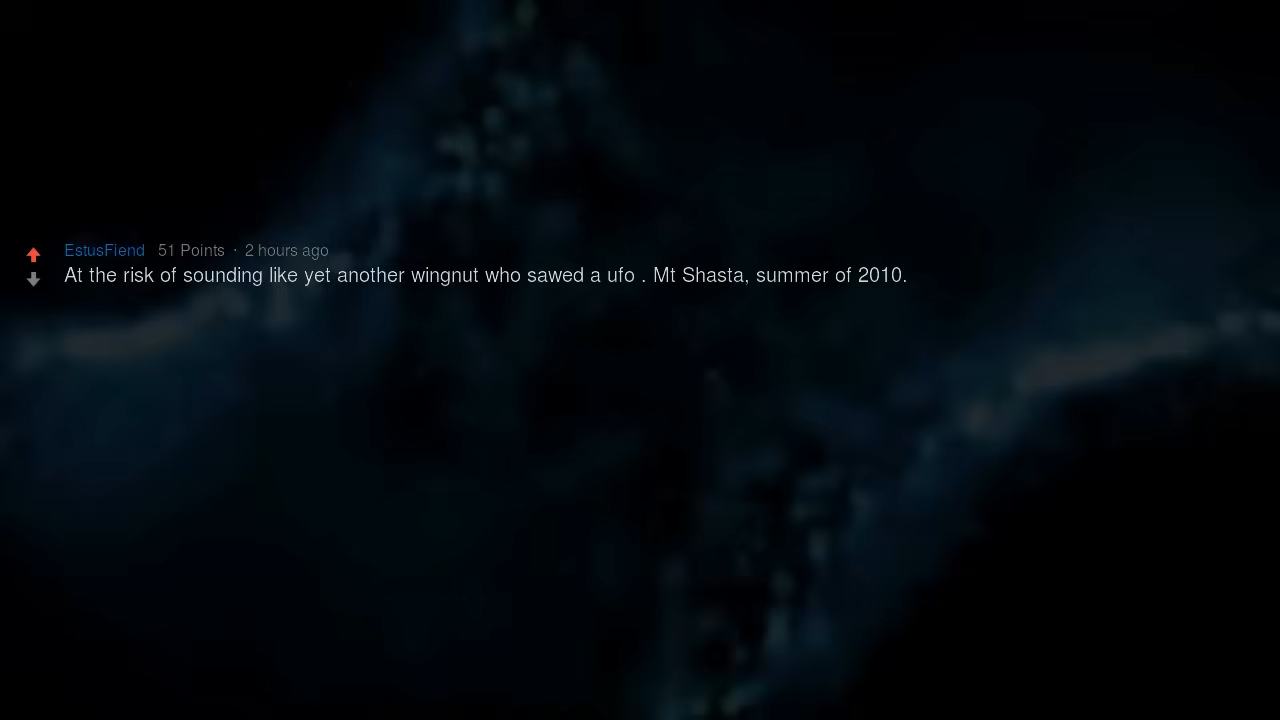 EstusFiend 51 Points · 2 hours ago
At the risk of sounding like yet another wingnut who sawed a ufo . Mt Shasta, summer of 2010.